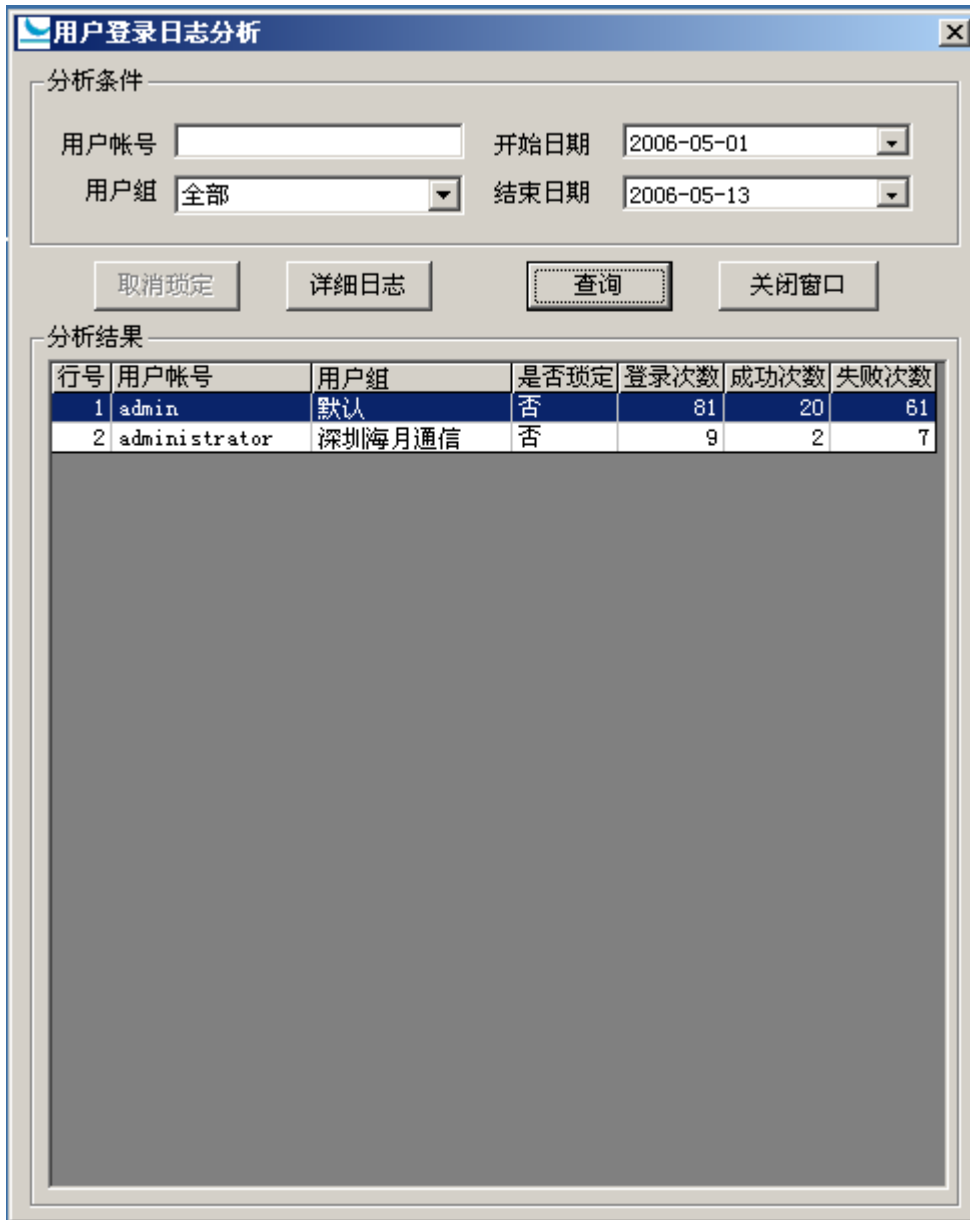 用户登录日志分析
分析条件
用户帐号 开始日期 2006-05-01
用户组 全部 结束日期 2006-05-13
取消琐定 详细日志 查询 关闭窗口
分析结果
行号 用户帐号 用户组 是否琐定 登录次数 成功次数 失败次数
1 admin 默认 否 81 20 61
2 administrator 深圳海月通信 否 9 2 7